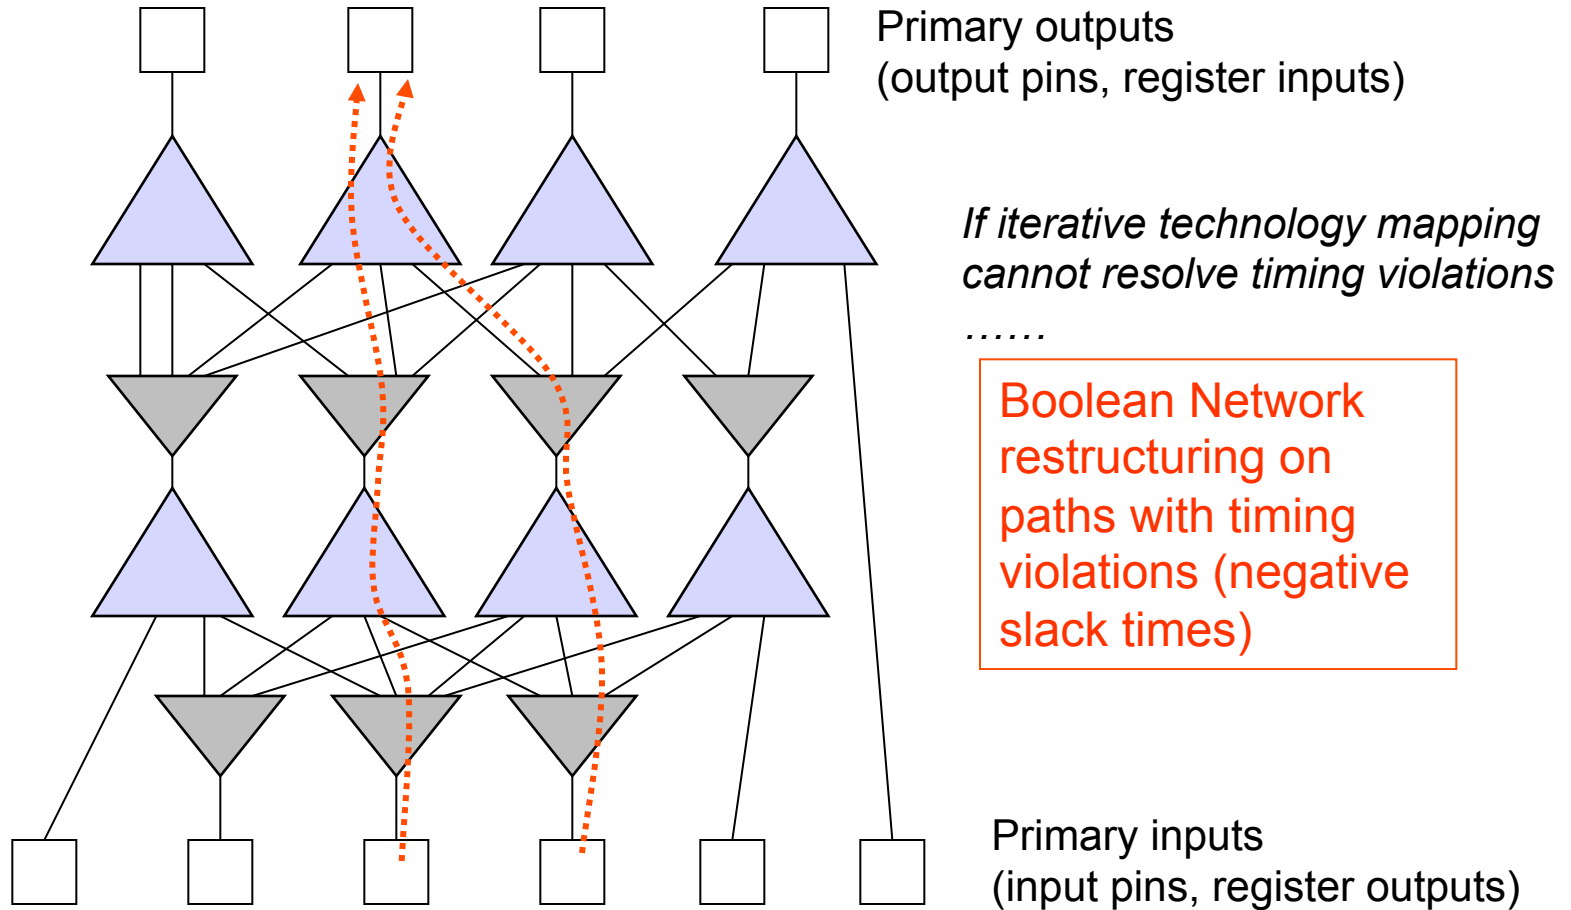 Primary outputs
(output pins, register inputs)
If iterative technology mapping
cannot resolve timing violations
……
Boolean Network
restructuring on
paths with timing
violations (negative
slack times)
Primary inputs
(input pins, register outputs)